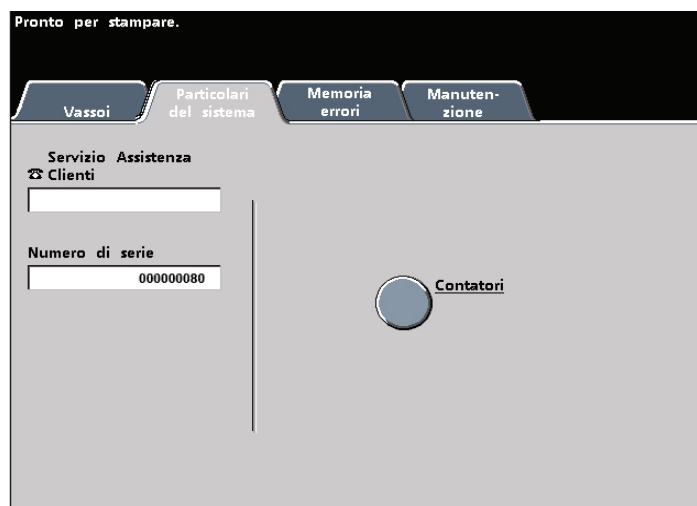 Pronto per stampare.
Vassoi
Particolari
del sistema
Memoria
errori
Manuten-
zione
Servizio Assistenza
☎ Clienti
Numero di serie
000000080
Contatori